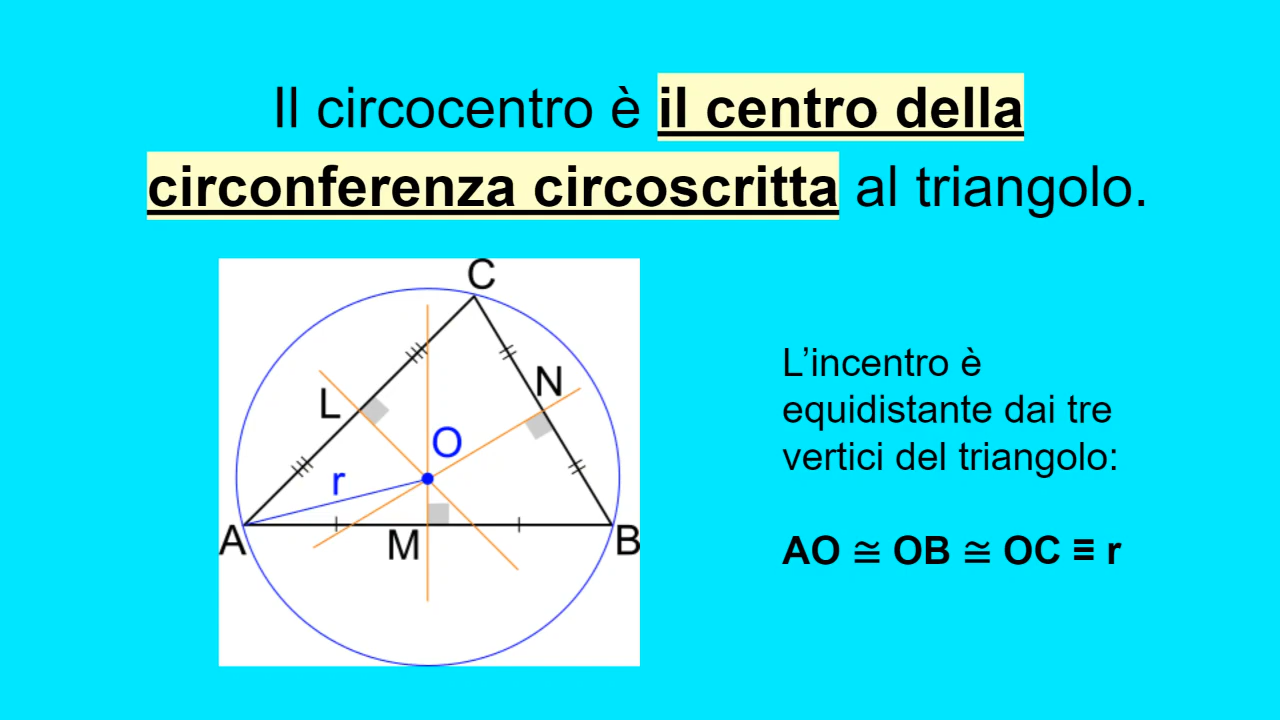 Il circocentro è il centro della
circonferenza circoscritta al triangolo.
C
L
N
O
r
A
M
B
L’incentro è
equidistante dai tre
vertici del triangolo:
AO ≅ OB ≅ OC ≡ r